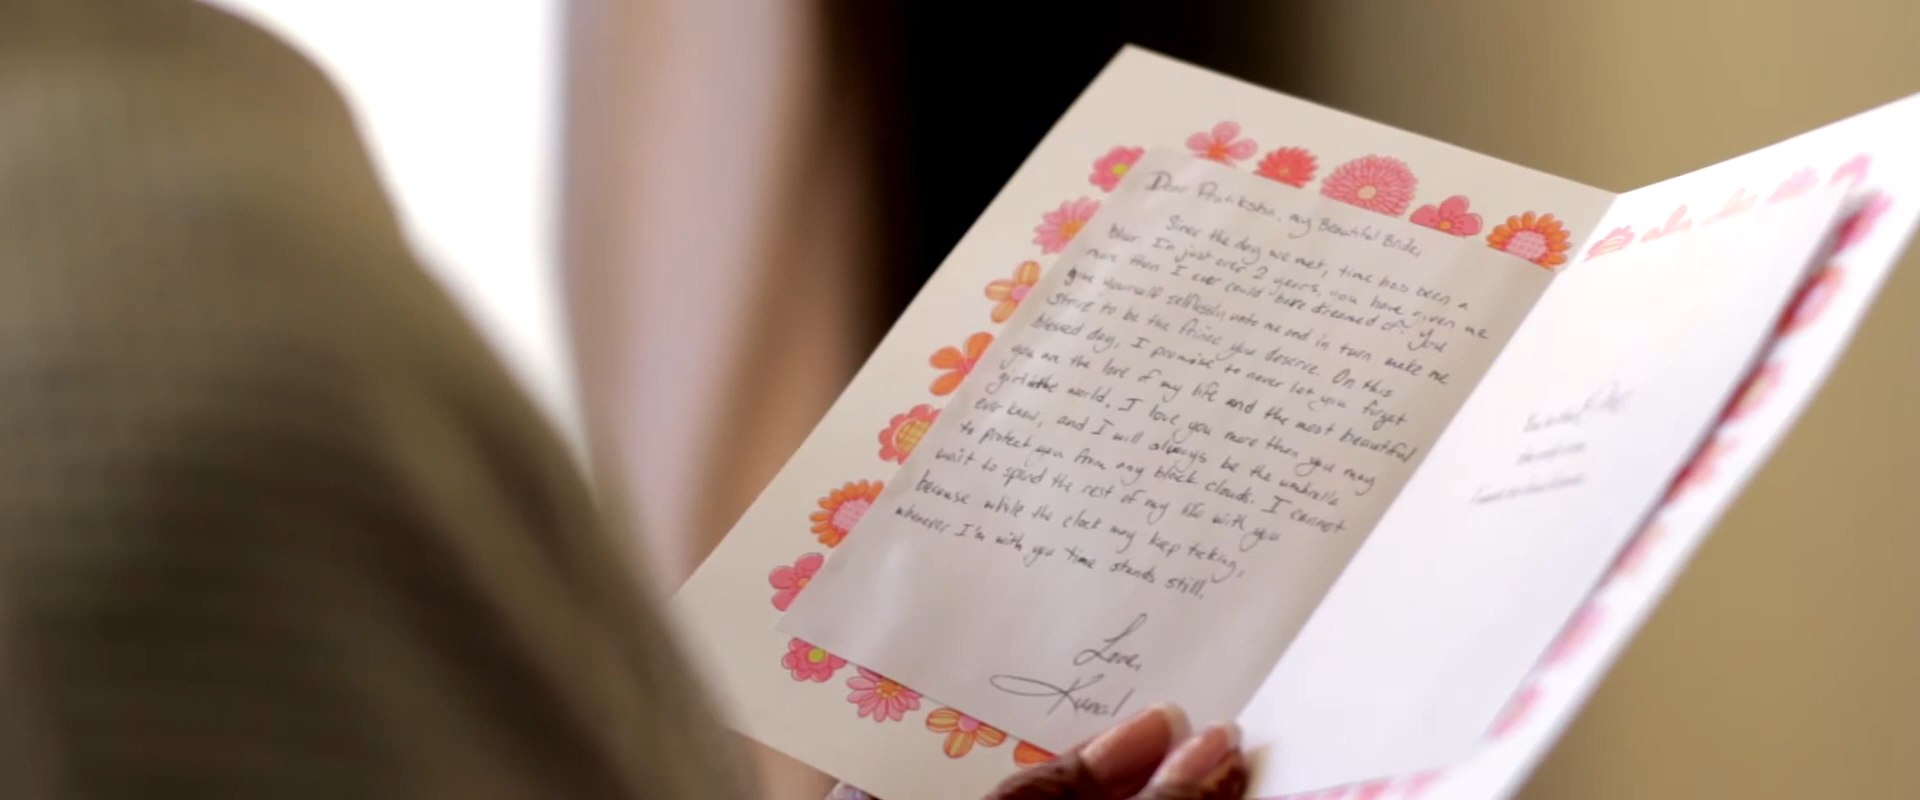 Dear Pratiksha, my Beautiful Bride,
Since the day we met, time has been a
blur. In just over 2 years, you have given me
more then I ever could have dreamed of. You
give yourself selflessly unto me and in turn make me
strive to be the Prince you deserve. On this
blessed day, I promise to never let you forget
you are the love of my life and the most beautiful
girl in the world. I love you more then you may
ever know, and I will always be the umbrella
to protect you from any black clouds. I cannot
wait to spend the rest of my life with you
because while the clock may keep ticking,
whenever I'm with you time stands still.
Love,
Kunal